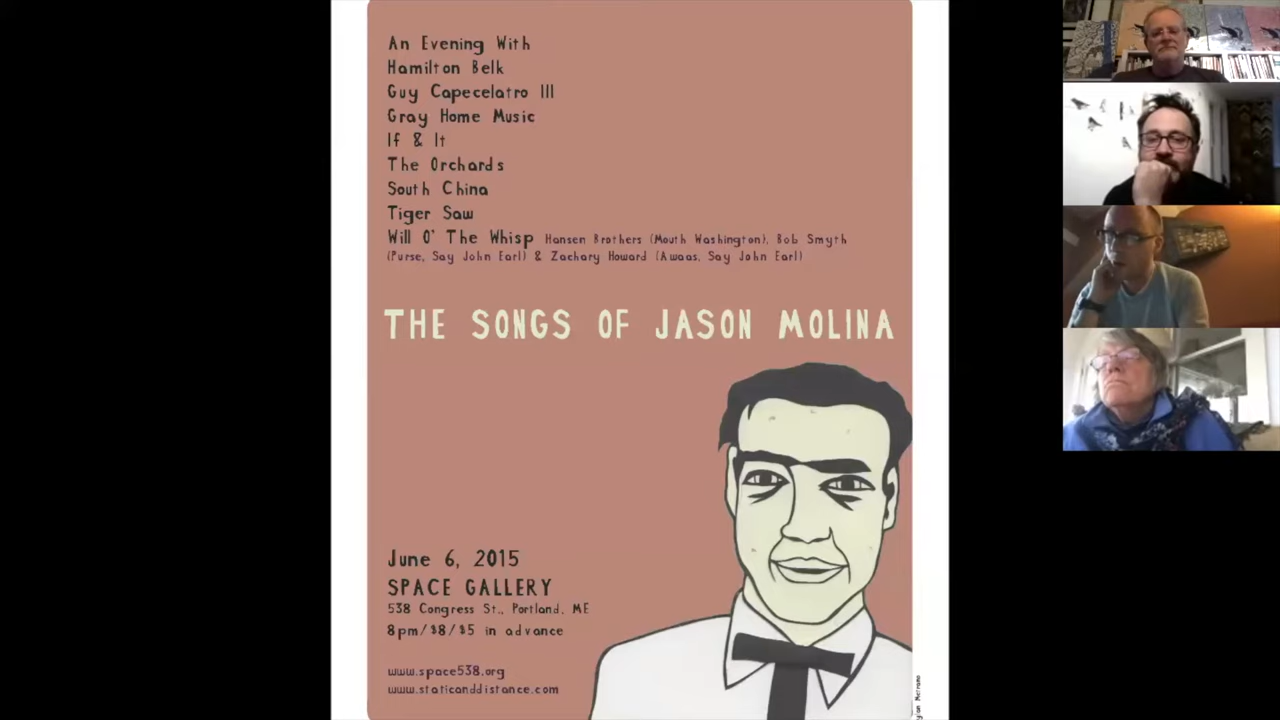 An Evening With
Hamilton Belk
Guy Capecelatro III
Gray Home Music
If & It
The Orchards
South China
Tiger Saw
Will O' The Whisp Hansen Brothers (Mouth Washington), Bob Smyth
(Purse, Say John Earl) & Zachary Howard (Awaas, Say John Earl)
THE SONGS OF JASON MOLINA
June 6, 2015
SPACE GALLERY
538 Congress St., Portland, ME
8pm/$8/$5 in advance
www.space538.org
www.staticanddistance.com
Metrano